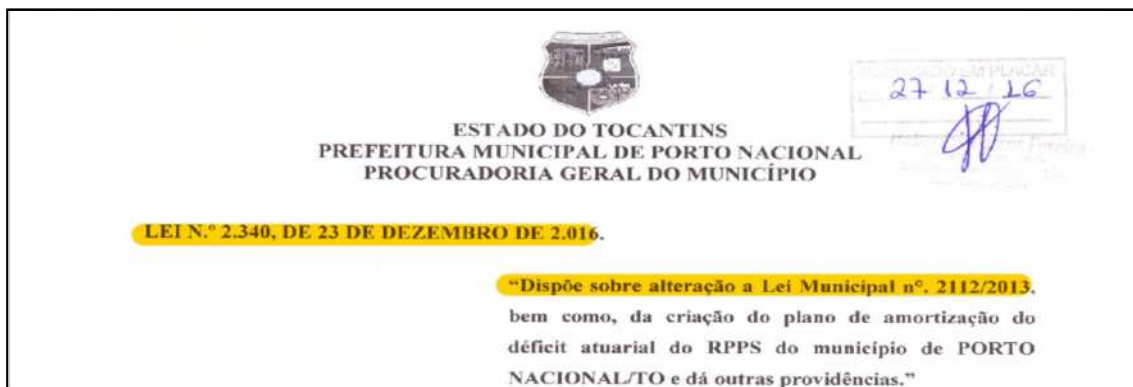 EM PLACAR
27 12 / 16
ESTADO DO TOCANTINS
PREFEITURA MUNICIPAL DE PORTO NACIONAL
PROCURADORIA GERAL DO MUNICÍPIO
LEI N.º 2.340, DE 23 DE DEZEMBRO DE 2.016.
“Dispõe sobre alteração a Lei Municipal nº. 2112/2013,
bem como, da criação do plano de amortização do
déficit atuarial do RPPS do município de PORTO
NACIONAL/TO e dá outras providências.”